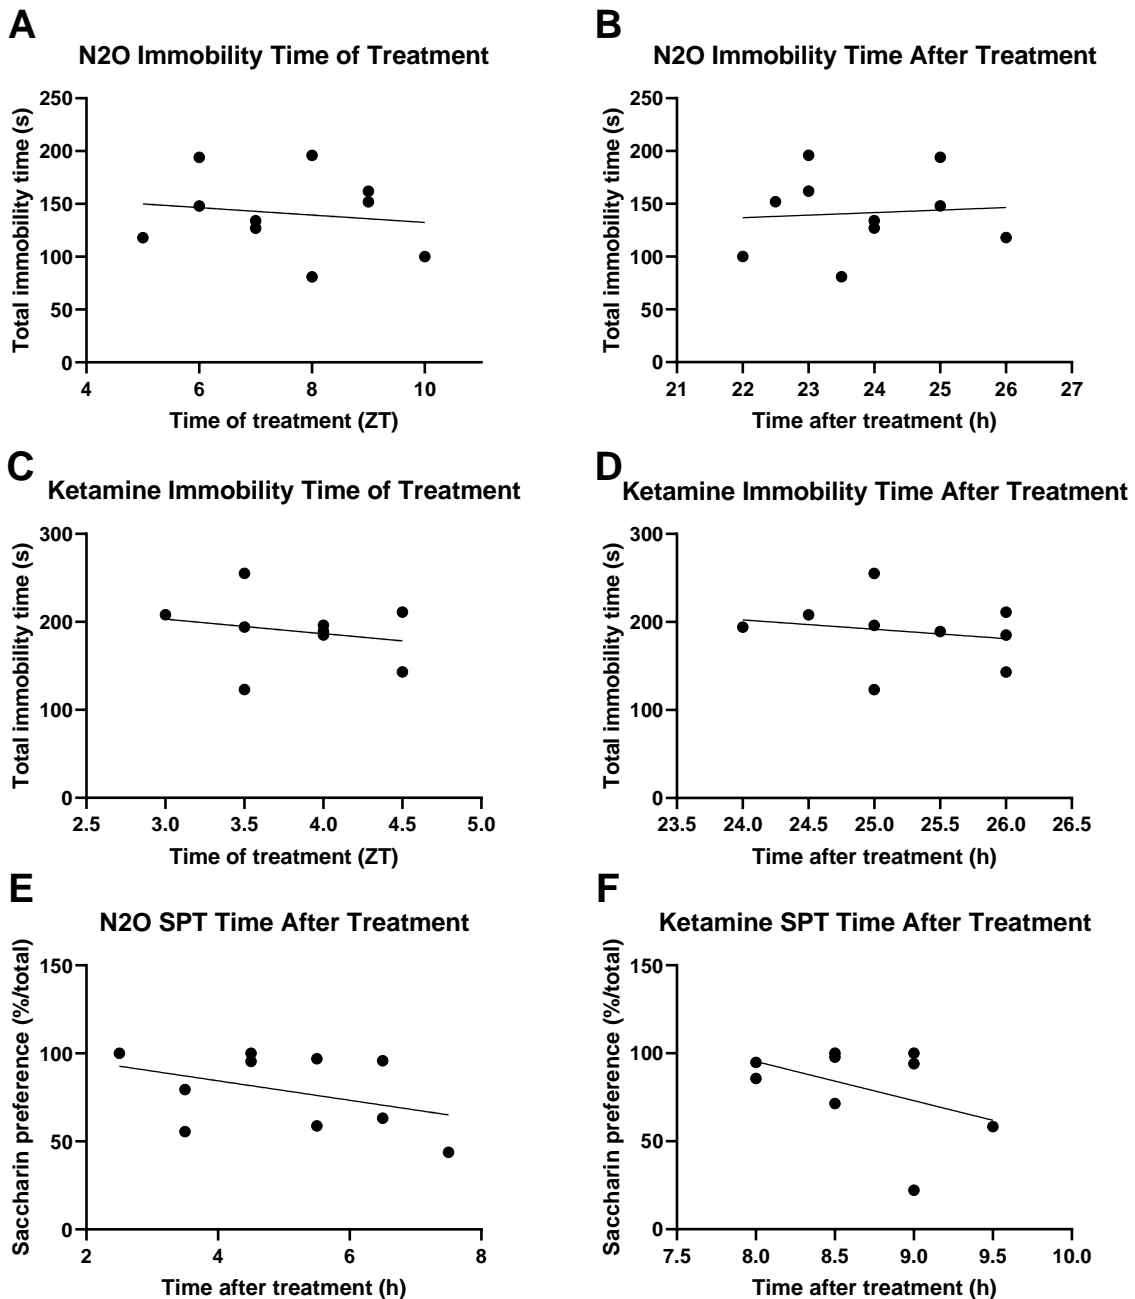 A
N2O Immobility Time of Treatment
Total immobility time (s)
250
200
150
100
50
0
4 6 8 10
Time of treatment (ZT)
B
N2O Immobility Time After Treatment
Total immobility time (s)
250
200
150
100
50
0
21 22 23 24 25 26 27
Time after treatment (h)
C
Ketamine Immobility Time of Treatment
Total immobility time (s)
300
200
100
0
2.5 3.0 3.5 4.0 4.5 5.0
Time of treatment (ZT)
D
Ketamine Immobility Time After Treatment
Total immobility time (s)
300
200
100
0
23.5 24.0 24.5 25.0 25.5 26.0 26.5
Time after treatment (h)
E
N2O SPT Time After Treatment
Saccharin preference (%/total)
150
100
50
0
2 4 6 8
Time after treatment (h)
F
Ketamine SPT Time After Treatment
Saccharin preference (%/total)
150
100
50
0
7.5 8.0 8.5 9.0 9.5 10.0
Time after treatment (h)